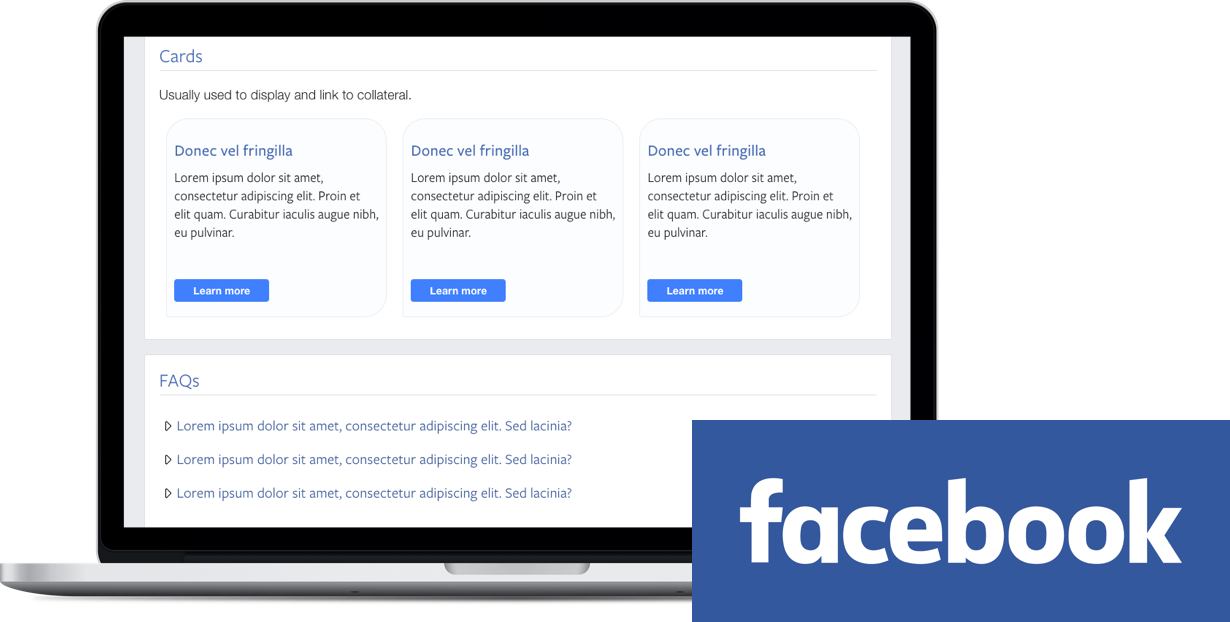 Cards
Usually used to display and link to collateral.
Donec vel fringilla
Lorem ipsum dolor sit amet,
consectetur adipiscing elit. Proin et
elit quam. Curabitur iaculis augue nibh,
eu pulvinar.
Learn more
Donec vel fringilla
Lorem ipsum dolor sit amet,
consectetur adipiscing elit. Proin et
elit quam. Curabitur iaculis augue nibh,
eu pulvinar.
Learn more
Donec vel fringilla
Lorem ipsum dolor sit amet,
consectetur adipiscing elit. Proin et
elit quam. Curabitur iaculis augue nibh,
eu pulvinar.
Learn more
FAQs
Lorem ipsum dolor sit amet, consectetur adipiscing elit. Sed lacinia?
Lorem ipsum dolor sit amet, consectetur adipiscing elit. Sed lacinia?
Lorem ipsum dolor sit amet, consectetur adipiscing elit. Sed lacinia?
facebook